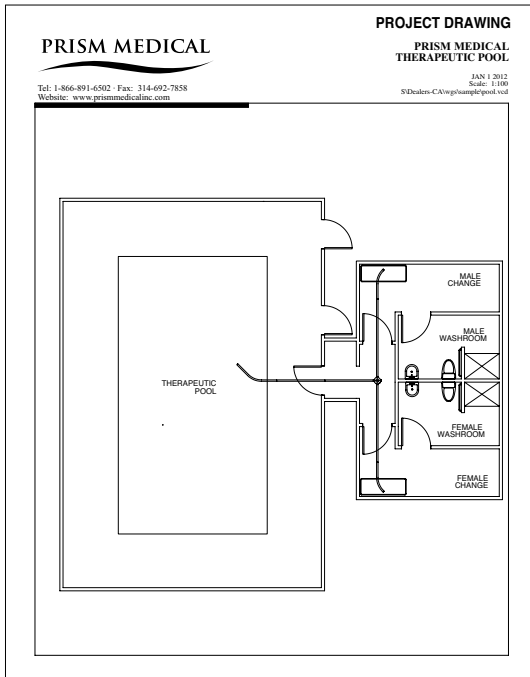 PROJECT DRAWING
PRISM MEDICAL
PRISM MEDICAL
THERAPEUTIC POOL
JAN 1 2012
Scale: 1:100
S\Dealers-CA\wgs\sample\pool.vcd
Tel: 1-866-891-6502 · Fax: 314-692-7858
Website: www.prismmedicalinc.com
MALE
CHANGE
MALE
WASHROOM
THERAPEUTIC
POOL
FEMALE
WASHROOM
FEMALE
CHANGE